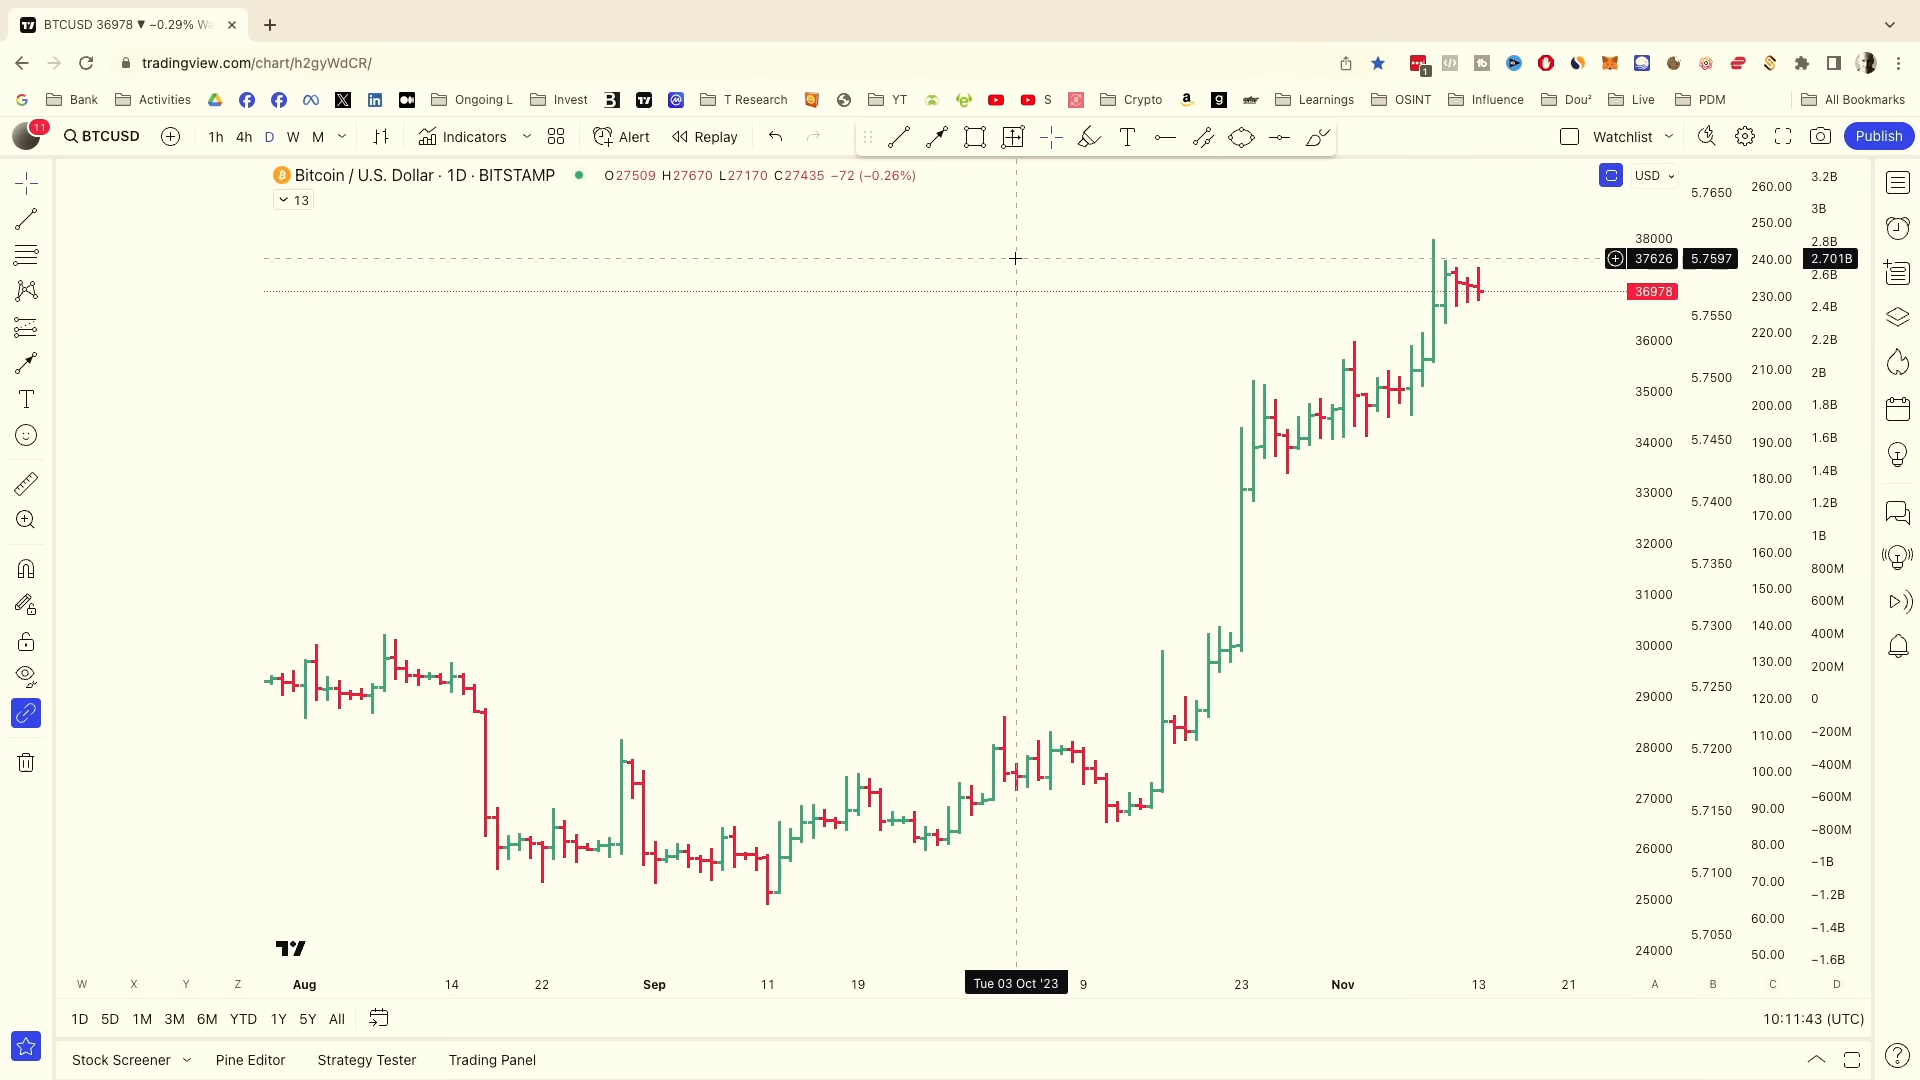 BTCUSD 36978 ▼ −0.29% Wa
tradingview.com/chart/h2gyWdCR/
1
Bank
Activities
Ongoing L
Invest
T Research
YT
S
Crypto
Learnings
OSINT
Influence
Dou²
Live
PDM
All Bookmarks
11
BTCUSD
1h 4h D W M
Indicators
Alert
Replay
Watchlist
Publish
Bitcoin / U.S. Dollar · 1D · BITSTAMP
O27509 H27670 L27170 C27435 −72 (−0.26%)
USD
13
38000
37626
36978
36000
35000
34000
33000
32000
31000
30000
29000
28000
27000
26000
25000
24000
5.7650
5.7597
5.7550
5.7500
5.7450
5.7400
5.7350
5.7300
5.7250
5.7200
5.7150
5.7100
5.7050
260.00
250.00
240.00
230.00
220.00
210.00
200.00
190.00
180.00
170.00
160.00
150.00
140.00
130.00
120.00
110.00
100.00
90.00
80.00
70.00
60.00
50.00
3.2B
3B
2.8B
2.701B
2.6B
2.4B
2.2B
2B
1.8B
1.6B
1.4B
1.2B
1B
800M
600M
400M
200M
0
−200M
−400M
−600M
−800M
−1B
−1.2B
−1.4B
−1.6B
W X Y Z Aug 14 22 Sep 11 19 Tue 03 Oct '23 9 23 Nov 13 21 A B C D
1D 5D 1M 3M 6M YTD 1Y 5Y All
10:11:43 (UTC)
Stock Screener
Pine Editor
Strategy Tester
Trading Panel